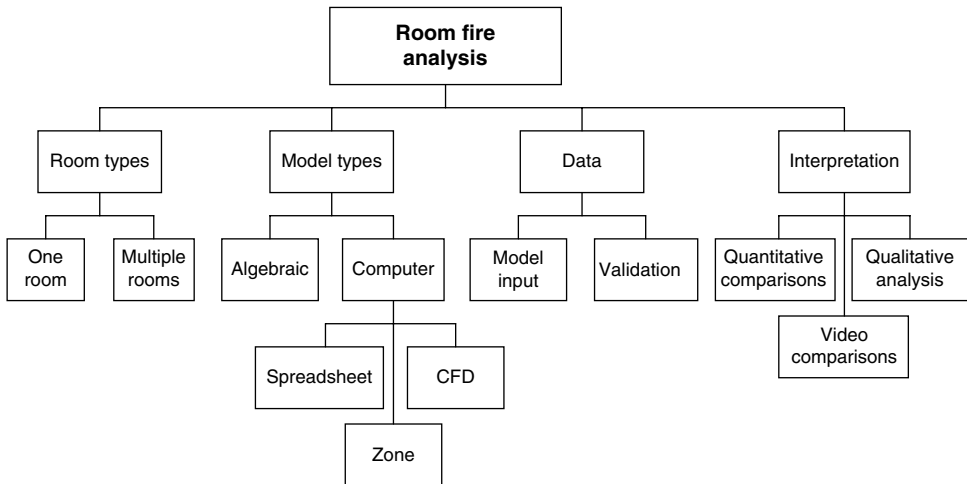 Room fire
analysis
Room types
Model types
Data
Interpretation
One
room
Multiple
rooms
Algebraic
Computer
Model
input
Validation
Quantitative
comparisons
Qualitative
analysis
Video
comparisons
Spreadsheet
CFD
Zone